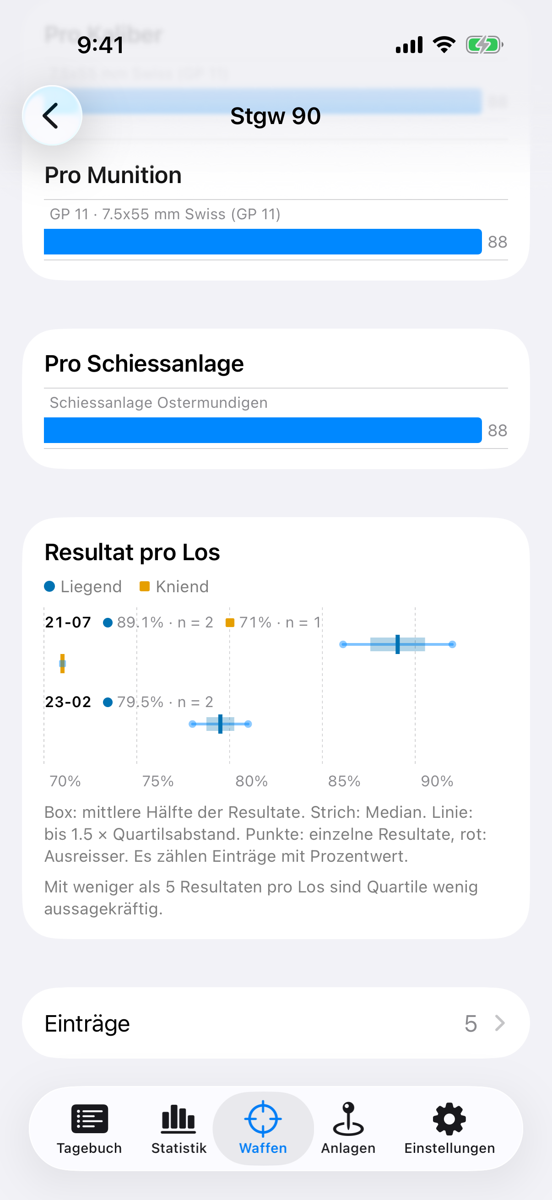 Pro Kaliber
9:41
Stgw 90
Pro Munition
GP 11 · 7.5x55 mm Swiss (GP 11)
88
Pro Schiessanlage
Schiessanlage Ostermundigen
88
Resultat pro Los
Liegend Kniend
21-07 89.1% · n = 2 71% · n = 1
23-02 79.5% · n = 2
70% 75% 80% 85% 90%
Box: mittlere Hälfte der Resultate. Strich: Median. Linie:
bis 1.5 × Quartilsabstand. Punkte: einzelne Resultate, rot:
Ausreisser. Es zählen Einträge mit Prozentwert.
Mit weniger als 5 Resultaten pro Los sind Quartile wenig
aussagekräftig.
Einträge 5
Tagebuch Statistik Waffen Anlagen Einstellungen